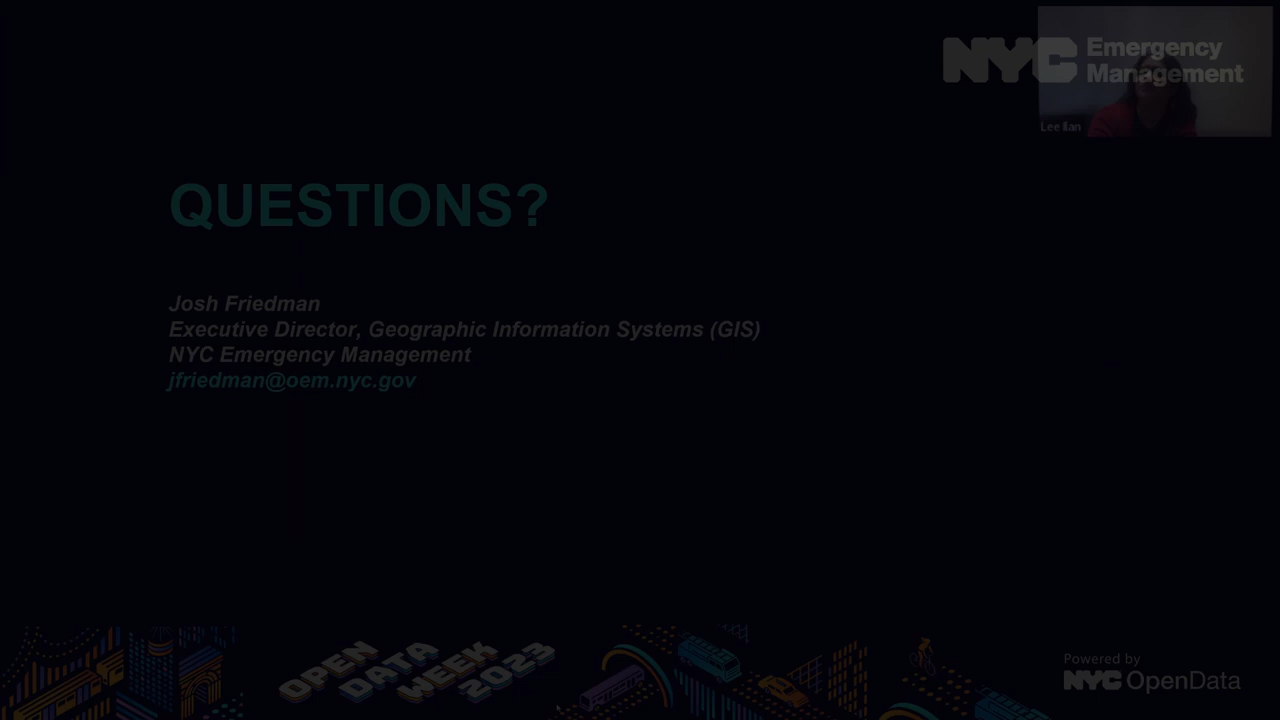 NYC Emergency
Management
Lee Ilan
QUESTIONS?
Josh Friedman
Executive Director, Geographic Information Systems (GIS)
NYC Emergency Management
jfriedman@oem.nyc.gov
OPEN
DATA
WEEK
2023
Powered by
NYC OpenData